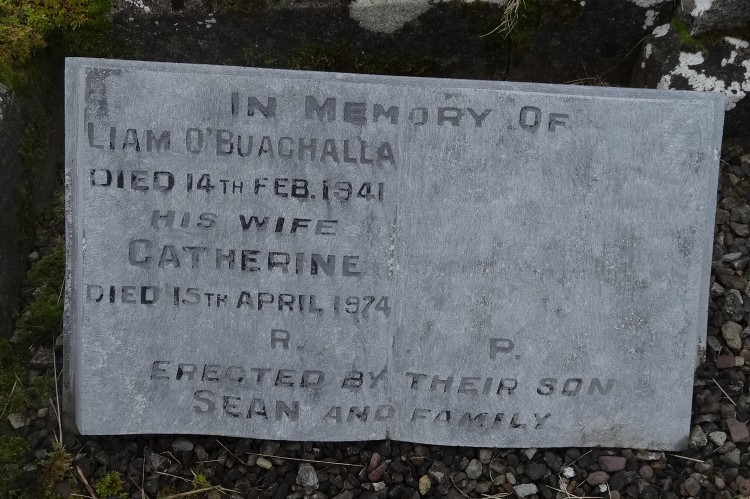 IN MEMORY OF
LIAM O'BUACHALLA
DIED 14TH FEB. 1941
HIS WIFE
CATHERINE
DIED 15TH APRIL 1974
R. P.
ERECTED BY THEIR SON
SEAN AND FAMILY